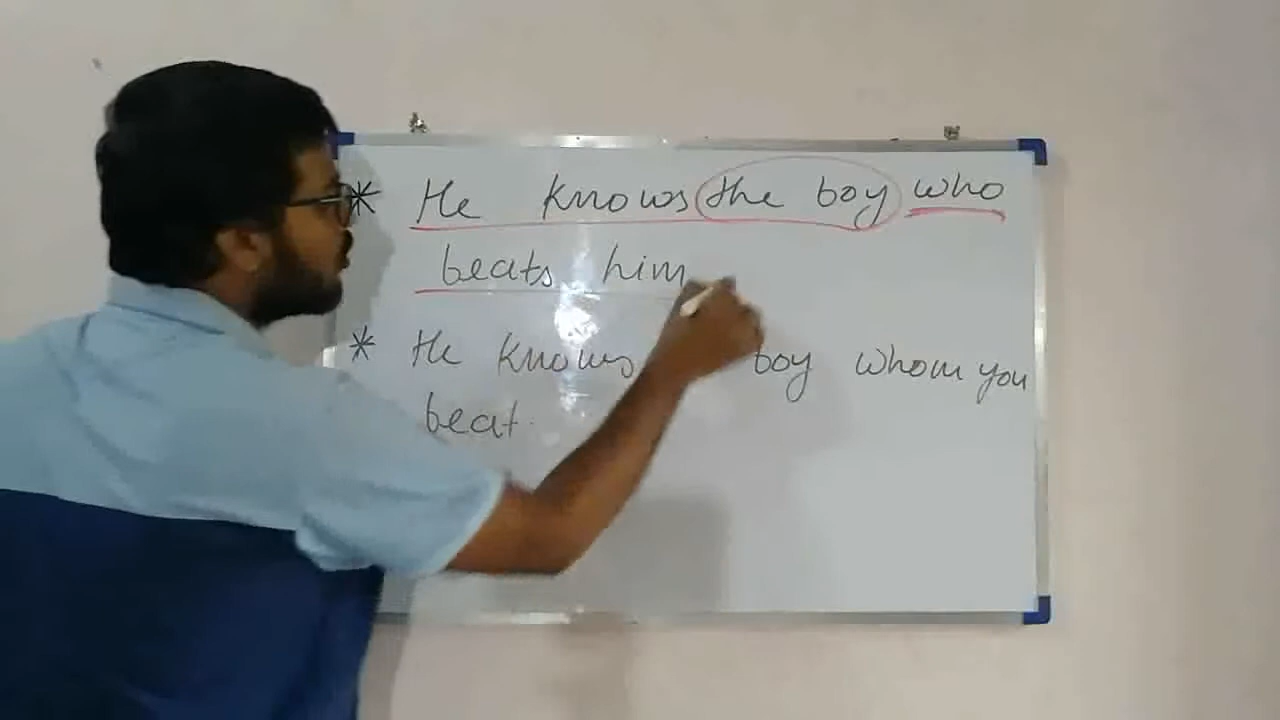 * He knows the boy who
beats him
* He knows boy whom you
beat.